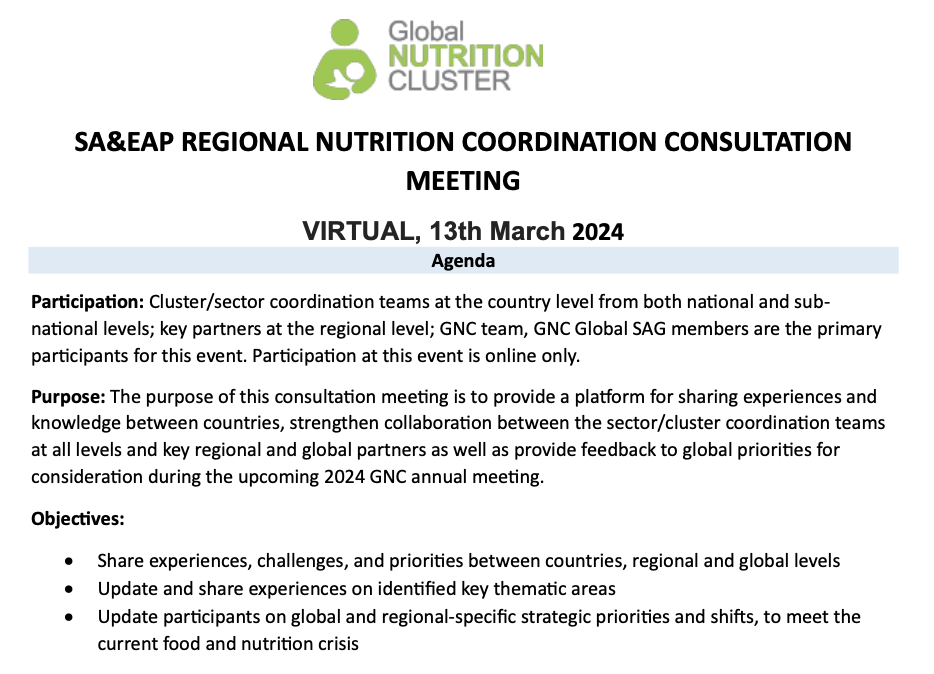 Global
NUTRITION
CLUSTER
SA&EAP REGIONAL NUTRITION COORDINATION CONSULTATION
MEETING
VIRTUAL, 13th March 2024
Agenda
Participation: Cluster/sector coordination teams at the country level from both national and sub-
national levels; key partners at the regional level; GNC team, GNC Global SAG members are the primary
participants for this event. Participation at this event is online only.
Purpose: The purpose of this consultation meeting is to provide a platform for sharing experiences and
knowledge between countries, strengthen collaboration between the sector/cluster coordination teams
at all levels and key regional and global partners as well as provide feedback to global priorities for
consideration during the upcoming 2024 GNC annual meeting.
Objectives:
• Share experiences, challenges, and priorities between countries, regional and global levels
• Update and share experiences on identified key thematic areas
• Update participants on global and regional-specific strategic priorities and shifts, to meet the
current food and nutrition crisis